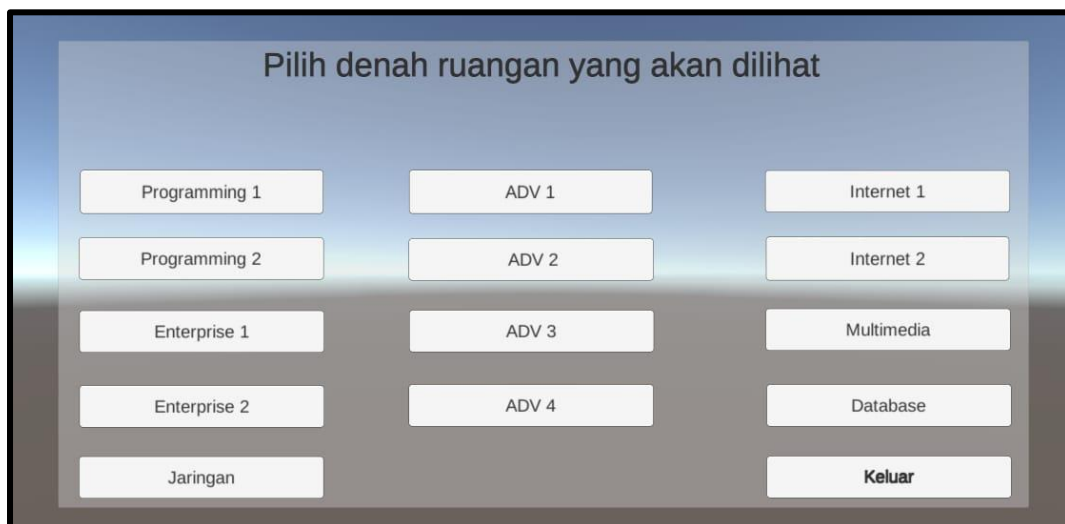 Pilih denah ruangan yang akan dilihat
Programming 1
ADV 1
Internet 1
Programming 2
ADV 2
Internet 2
Enterprise 1
ADV 3
Multimedia
Enterprise 2
ADV 4
Database
Jaringan
Keluar